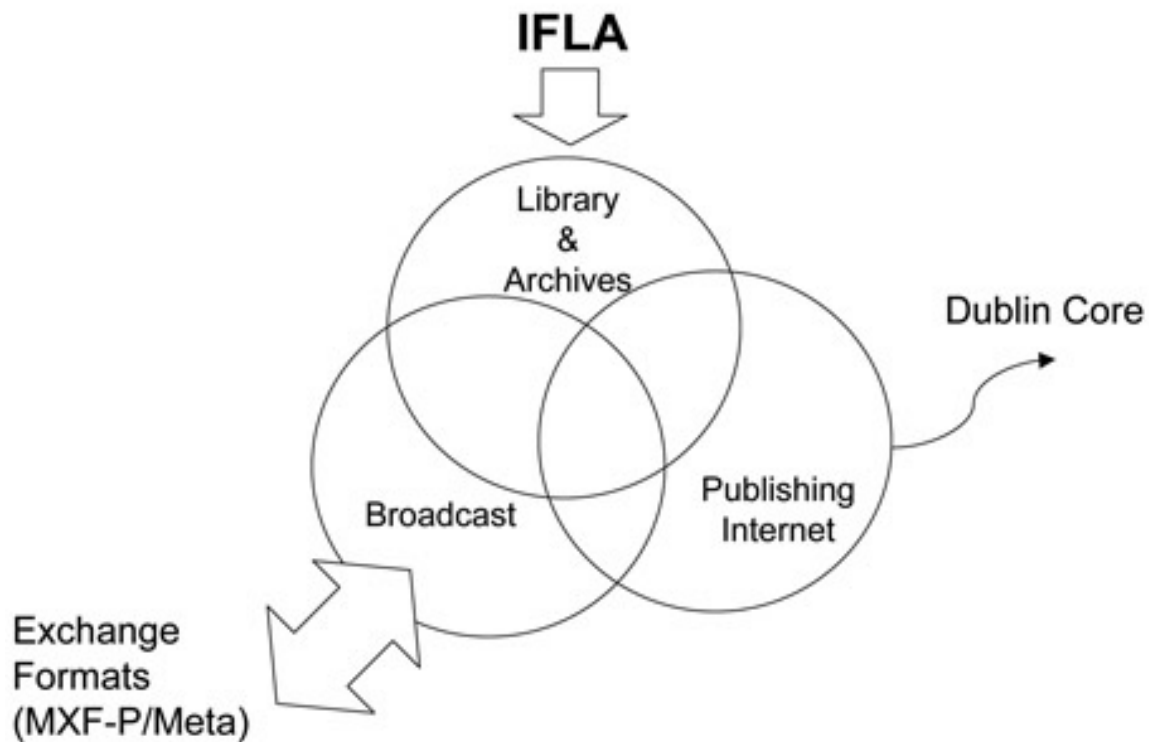 IFLA
Library
&
Archives
Dublin Core
Broadcast
Publishing
Internet
Exchange
Formats
(MXF-P/Meta)